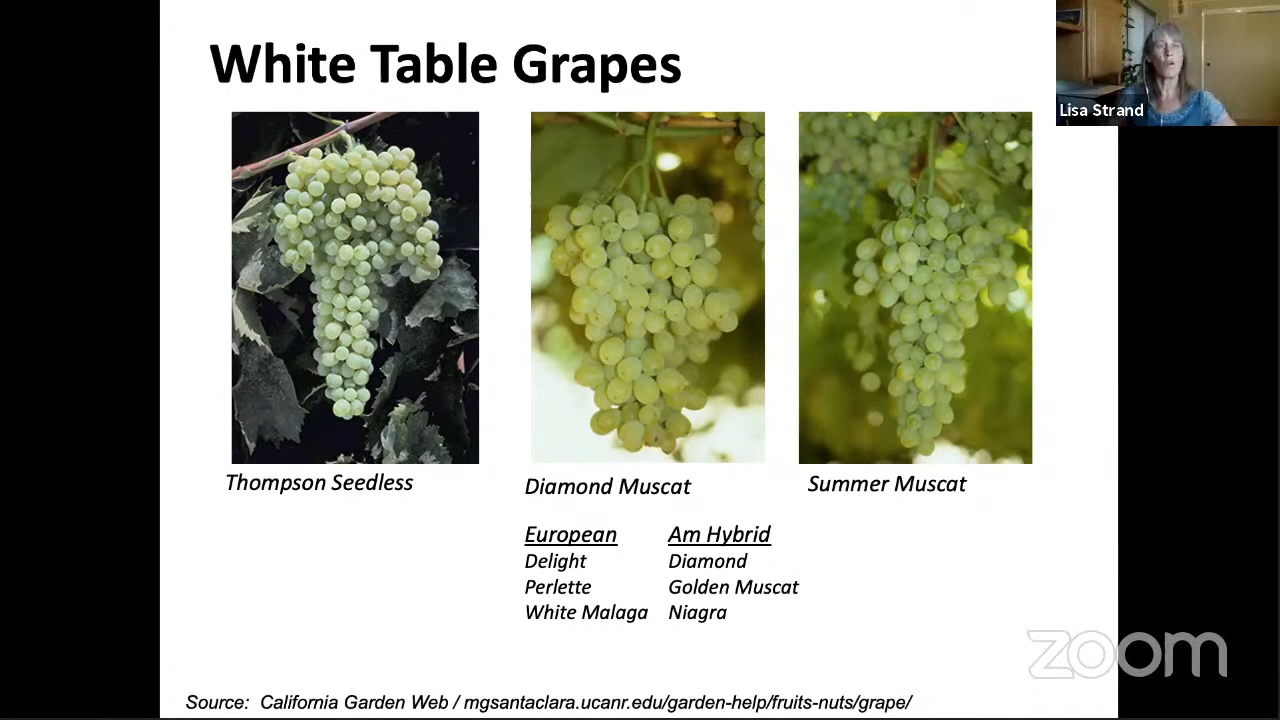 White Table Grapes
Lisa Strand
Thompson Seedless
Diamond Muscat
Summer Muscat
European Am Hybrid
Delight Diamond
Perlette Golden Muscat
White Malaga Niagra
zoom
Source: California Garden Web / mgsantaclara.ucanr.edu/garden-help/fruits-nuts/grape/